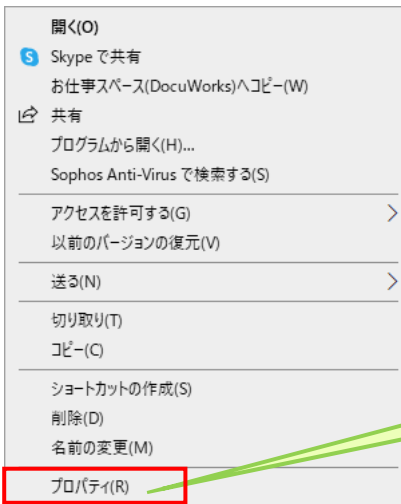 開く(O)
Skype で共有
お仕事スペース(DocuWorks)へコピー(W)
共有
プログラムから開く(H)...
Sophos Anti-Virus で検索する(S)
アクセスを許可する(G)
以前のバージョンの復元(V)
送る(N)
切り取り(T)
コピー(C)
ショートカットの作成(S)
削除(D)
名前の変更(M)
プロパティ(R)